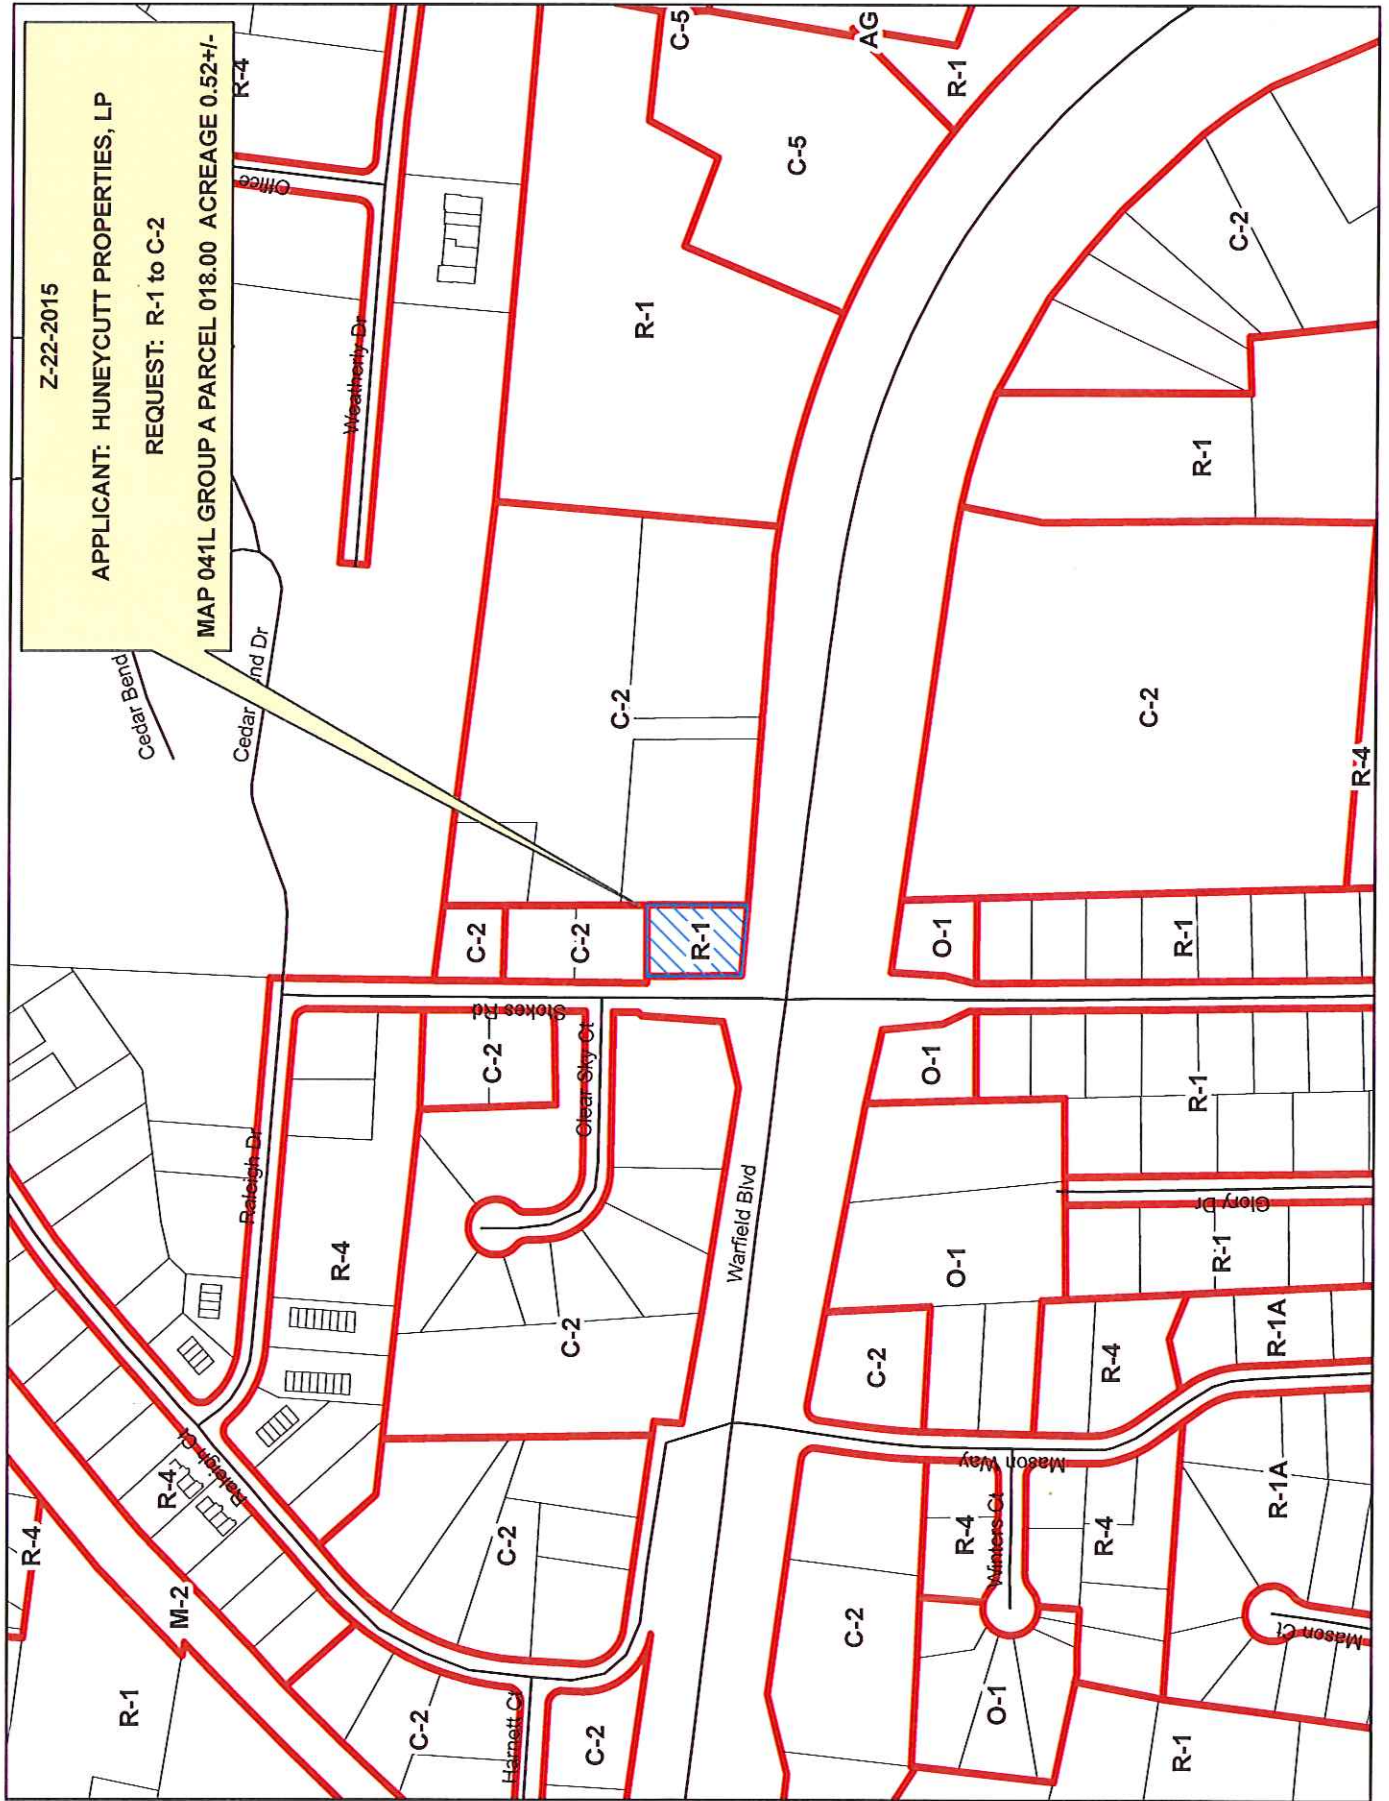 Z-22-2015
APPLICANT: HUNEYCUTT PROPERTIES, LP
REQUEST: R-1 to C-2
MAP 041L GROUP A PARCEL 018.00 ACREAGE 0.52+/-
R-4
R-1
M-2
R-4
Raleigh Ct
Raleigh Dr
Cedar Bend
Cedar
nd Dr
Weatherly Dr
Office
R-4
C-2
Harnett Ct
C-2
C-2
R-4
C-2
C-2
Stokes Rd
Clear Sky Ct
C-2
C-2
R-1
C-2
R-1
C-5
C-5
AG
R-1
Warfield Blvd
C-2
C-2
O-1
O-1
O-1
C-2
R-1
C-2
O-1
R-4
Winters Ct
R-4
Mason Way
R-4
R-1
R-1A
Mason Ct
R-1A
R-1
Glory Dr
R-1
R-1
R-4